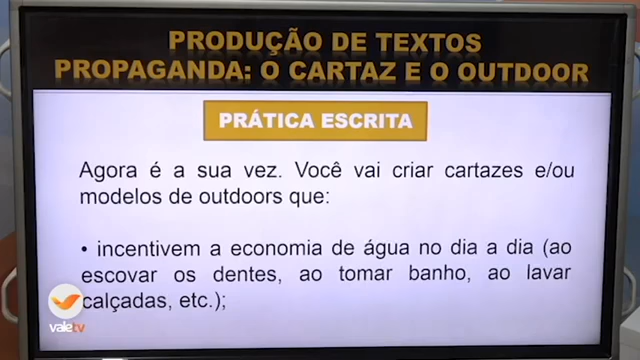 PRODUÇÃO DE TEXTOS
PROPAGANDA: O CARTAZ E O OUTDOOR
PRÁTICA ESCRITA
Agora é a sua vez. Você vai criar cartazes e/ou
modelos de outdoors que:
• incentivem a economia de água no dia a dia (ao
escovar os dentes, ao tomar banho, ao lavar
calçadas, etc.);
valetv